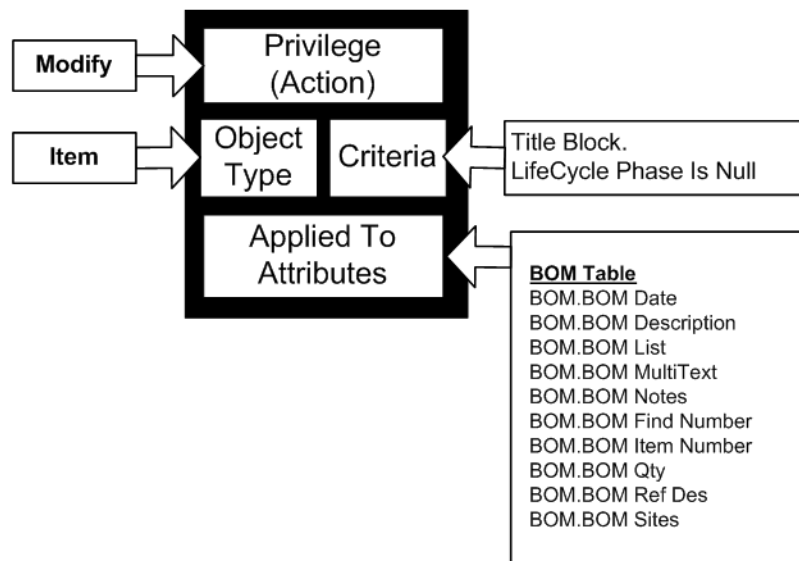 Modify
Privilege
(Action)
Item
Object
Type
Criteria
Title Block.
LifeCycle Phase Is Null
Applied To
Attributes
BOM Table
BOM.BOM Date
BOM.BOM Description
BOM.BOM List
BOM.BOM MultiText
BOM.BOM Notes
BOM.BOM Find Number
BOM.BOM Item Number
BOM.BOM Qty
BOM.BOM Ref Des
BOM.BOM Sites